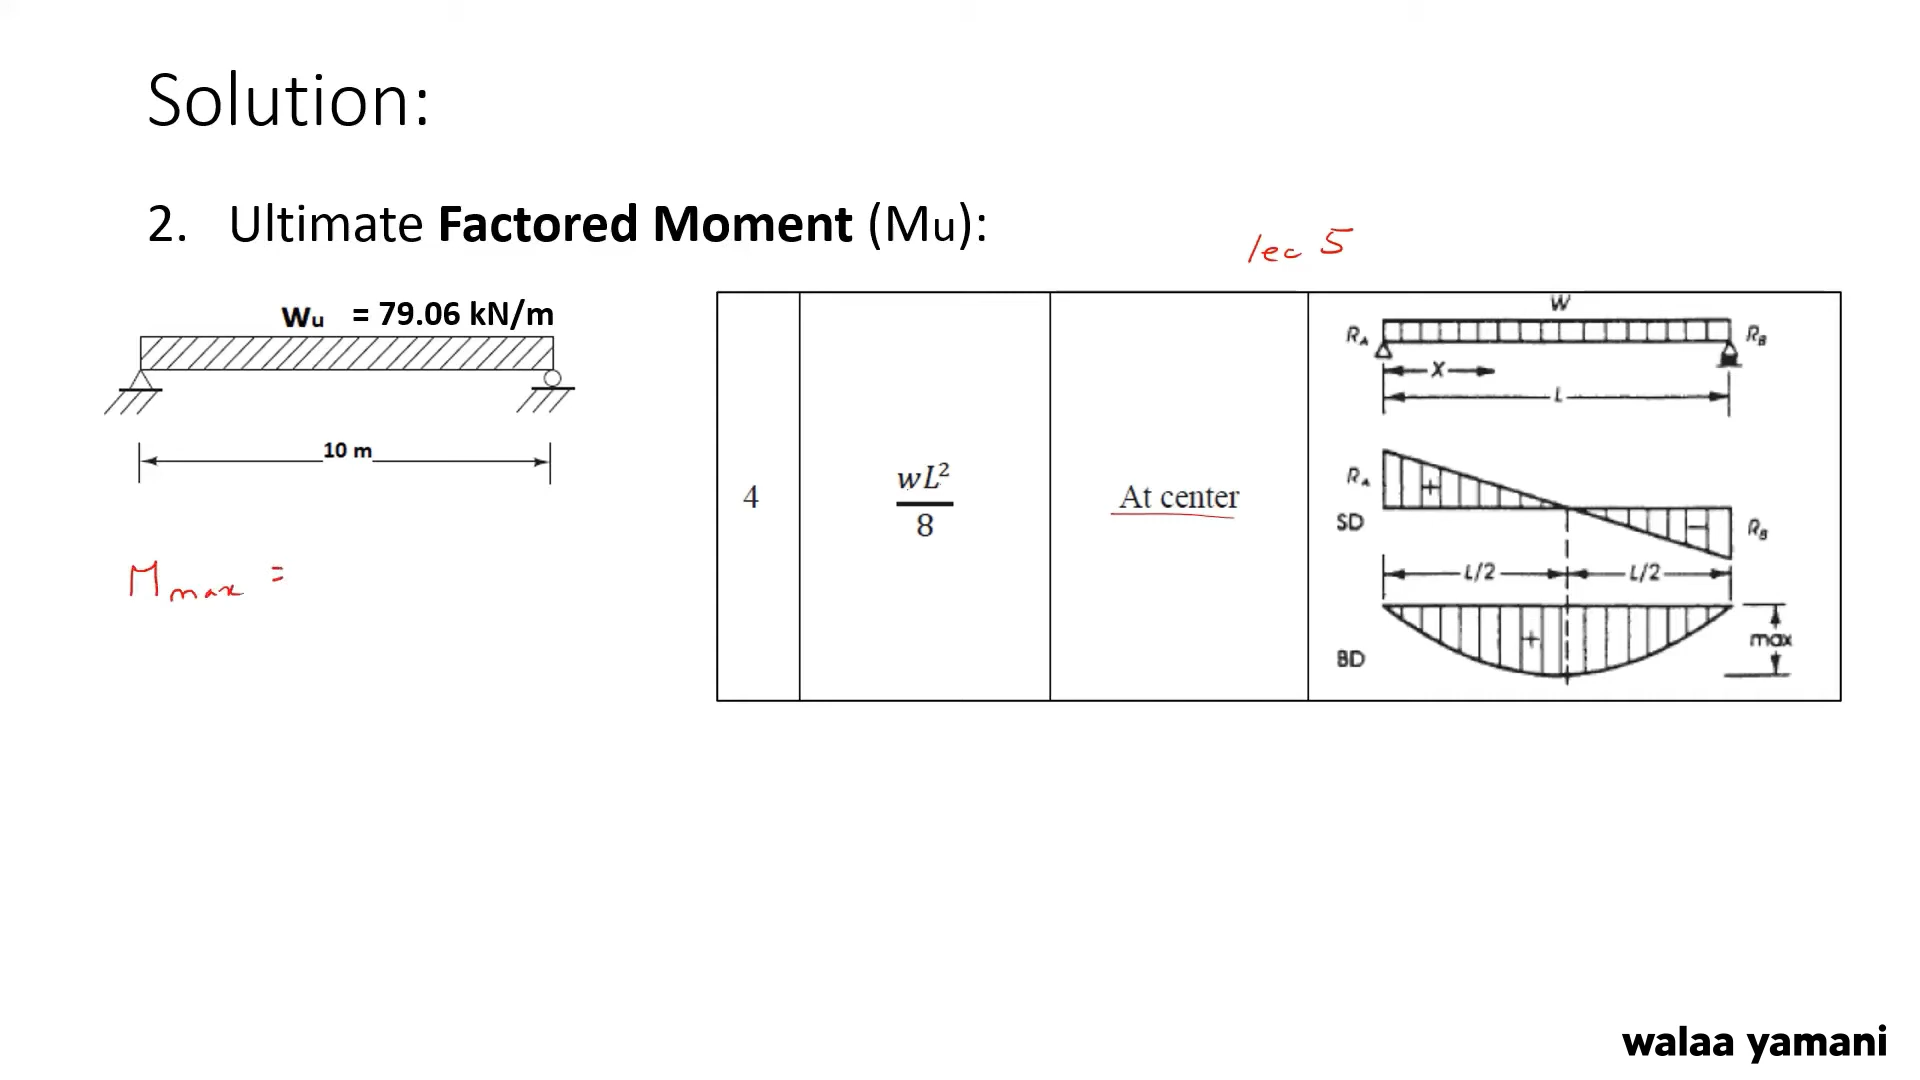 Solution:
2. Ultimate Factored Moment (Mu):
lec 5
Wu = 79.06 kN/m
10 m
M max =
4
wL²
8
At center
W
RA
RB
X
L
RA
+
−
SD
RB
L/2
L/2
+
max
BD
walaa yamani